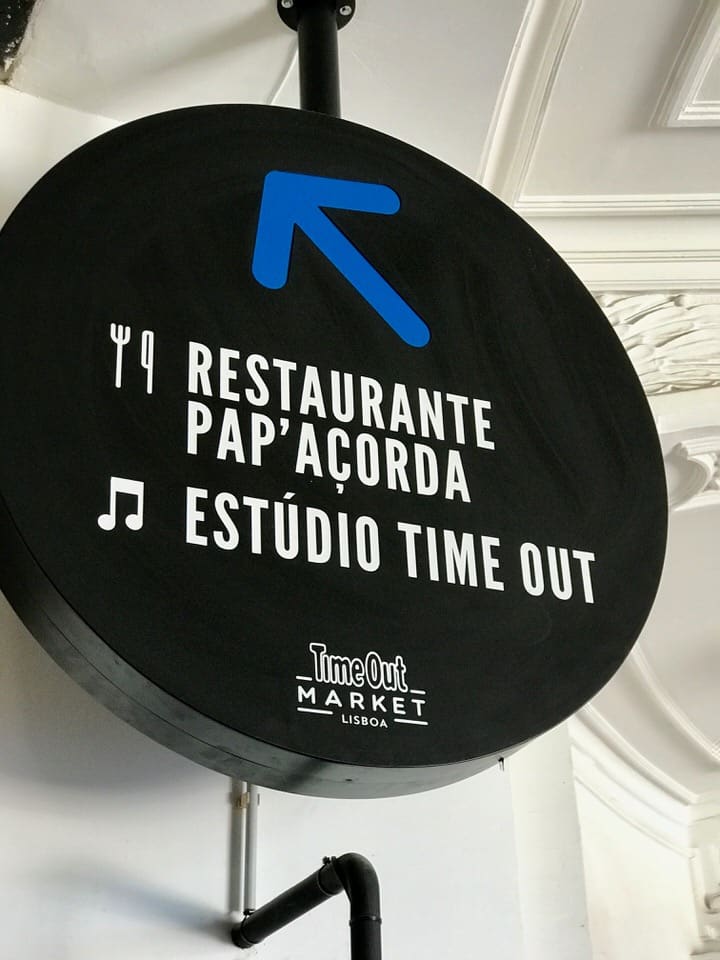 RESTAURANTE
PAP'AÇORDA
ESTÚDIO TIME OUT
Time Out
MARKET
LISBOA